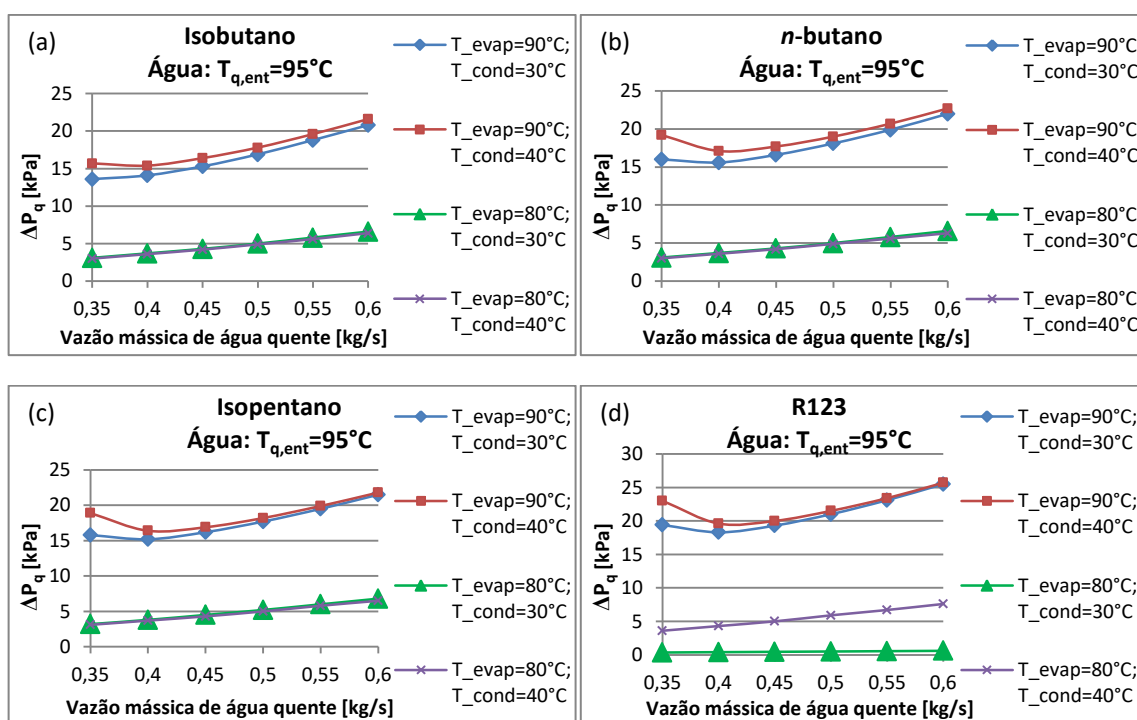 (a)
Isobutano
Água: T_q,ent=95°C
ΔP_q [kPa]
25
20
15
10
5
0
0,35 0,4 0,45 0,5 0,55 0,6
Vazão mássica de água quente [kg/s]
T_evap=90°C;
T_cond=30°C
T_evap=90°C;
T_cond=40°C
T_evap=80°C;
T_cond=30°C
T_evap=80°C;
T_cond=40°C
(b)
n-butano
Água: T_q,ent=95°C
ΔP_q [kPa]
25
20
15
10
5
0
0,35 0,4 0,45 0,5 0,55 0,6
Vazão mássica de água quente [kg/s]
T_evap=90°C
T_cond=30°C
T_evap=90°C
T_cond=40°C
T_evap=80°C
T_cond=30°C
T_evap=80°C
T_cond=40°C
(c)
Isopentano
Água: T_q,ent=95°C
ΔP_q [kPa]
25
20
15
10
5
0
0,35 0,4 0,45 0,5 0,55 0,6
Vazão mássica de água quente [kg/s]
T_evap=90°C;
T_cond=30°C
T_evap=90°C;
T_cond=40°C
T_evap=80°C;
T_cond=30°C
T_evap=80°C;
T_cond=40°C
(d)
R123
Água: T_q,ent=95°C
ΔP_q [kPa]
30
25
20
15
10
5
0
0,35 0,4 0,45 0,5 0,55 0,6
Vazão mássica de água quente [kg/s]
T_evap=90°C;
T_cond=30°C
T_evap=90°C;
T_cond=40°C
T_evap=80°C;
T_cond=30°C
T_evap=80°C;
T_cond=40°C